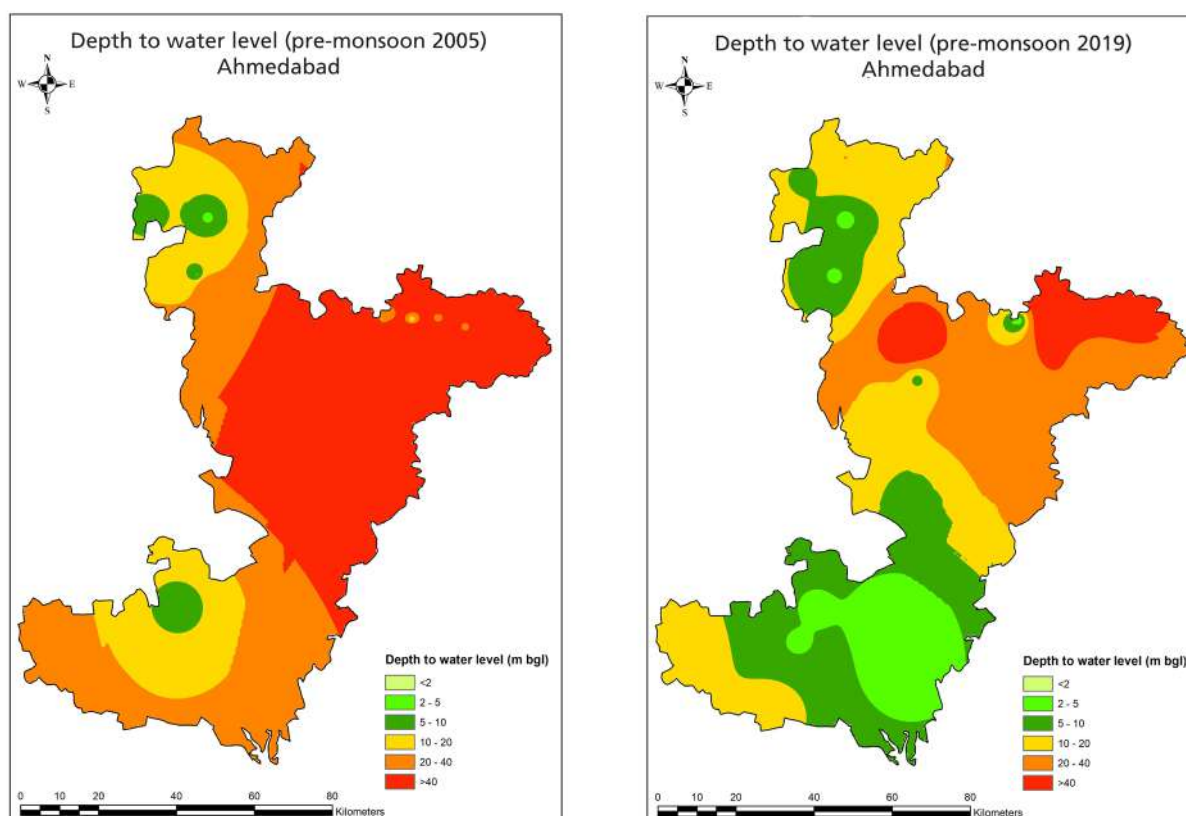 Depth to water level (pre-monsoon 2005)
Ahmedabad
N
W E
S
Depth to water level (m bgl)
<2
2 - 5
5 - 10
10 - 20
20 - 40
>40
0 10 20 40 60 80
Kilometers
Depth to water level (pre-monsoon 2019)
Ahmedabad
N
W E
S
Depth to water level (m bgl)
<2
2 - 5
5 - 10
10 - 20
20 - 40
>40
0 10 20 40 60 80
Kilometers